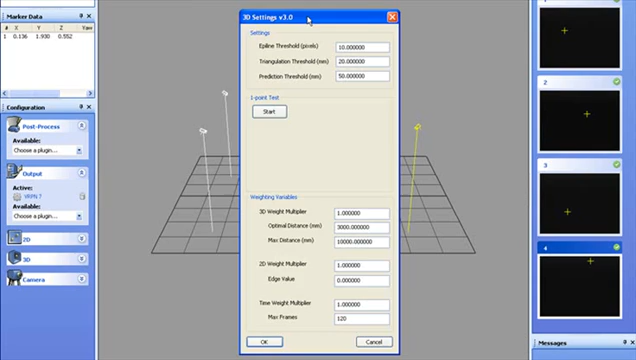 Marker Data
# X Y Z
1 0.136 1.930 0.552
Configuration
Post-Process
Available:
Choose a plugin...
Output
Active:
VRPN 7
Available:
Choose a plugin...
2D
3D
Camera
3D Settings v3.0
Settings
Epiline Threshold (pixels) 10.000000
Triangulation Threshold (mm) 20.000000
Prediction Threshold (mm) 50.000000
1-point Test
Start
Weighting Variables
3D Weight Multiplier 1.000000
Optimal Distance (mm) 3000.000000
Max Distance (mm) 10000.000000
2D Weight Multiplier 1.000000
Edge Value 0.000000
Time Weight Multiplier 1.000000
Max Frames 120
OK Cancel
2
3
4
Messages